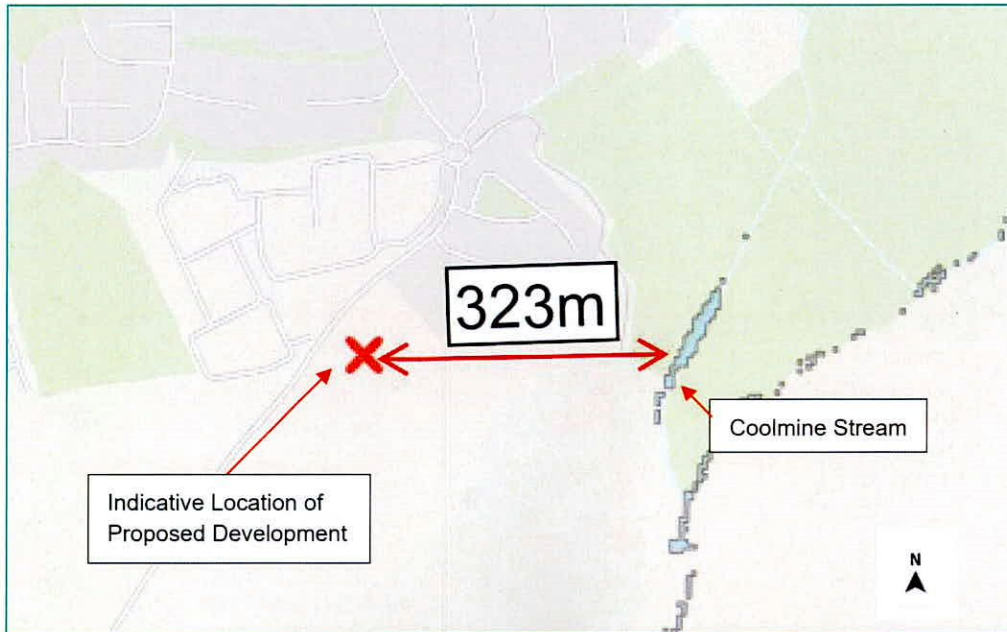 323m
Coolmine Stream
Indicative Location of
Proposed Development
N